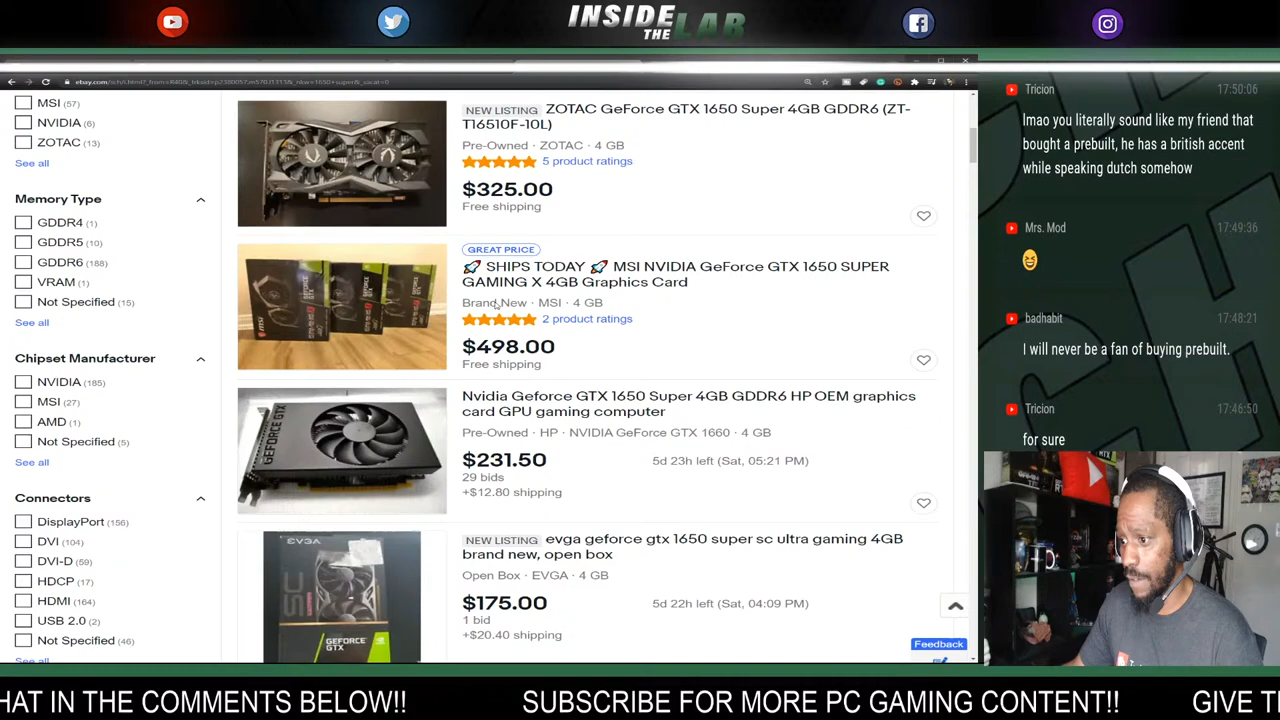 INSIDE
THE LAB
MSI (57)
NVIDIA (6)
ZOTAC (13)
See all
Memory Type
GDDR4 (1)
GDDR5 (10)
GDDR6 (188)
VRAM (1)
Not Specified (15)
See all
Chipset Manufacturer
NVIDIA (185)
MSI (27)
AMD (1)
Not Specified (5)
See all
Connectors
DisplayPort (156)
DVI (104)
DVI-D (59)
HDCP (17)
HDMI (164)
USB 2.0 (2)
Not Specified (46)
See all
NEW LISTING ZOTAC GeForce GTX 1650 Super 4GB GDDR6 (ZT-
T16510F-10L)
Pre-Owned · ZOTAC · 4 GB
5 product ratings
$325.00
Free shipping
GREAT PRICE
🚀 SHIPS TODAY 🚀 MSI NVIDIA GeForce GTX 1650 SUPER
GAMING X 4GB Graphics Card
Brand New · MSI · 4 GB
2 product ratings
$498.00
Free shipping
GEFORCE GTX
Nvidia Geforce GTX 1650 Super 4GB GDDR6 HP OEM graphics
card GPU gaming computer
Pre-Owned · HP · NVIDIA GeForce GTX 1660 · 4 GB
$231.50
5d 23h left (Sat, 05:21 PM)
29 bids
+$12.80 shipping
EVGA
SC
GEFORCE
GTX
NEW LISTING evga geforce gtx 1650 super sc ultra gaming 4GB
brand new, open box
Open Box · EVGA · 4 GB
$175.00
5d 22h left (Sat, 04:09 PM)
1 bid
+$20.40 shipping
Feedback
Tricion 17:50:06
lmao you literally sound like my friend that
bought a prebuilt, he has a british accent
while speaking dutch somehow
Mrs. Mod 17:49:36
😆
badhabit 17:48:21
I will never be a fan of buying prebuilt.
Tricion 17:46:50
for sure
HAT IN THE COMMENTS BELOW!! SUBSCRIBE FOR MORE PC GAMING CONTENT!! GIVE T